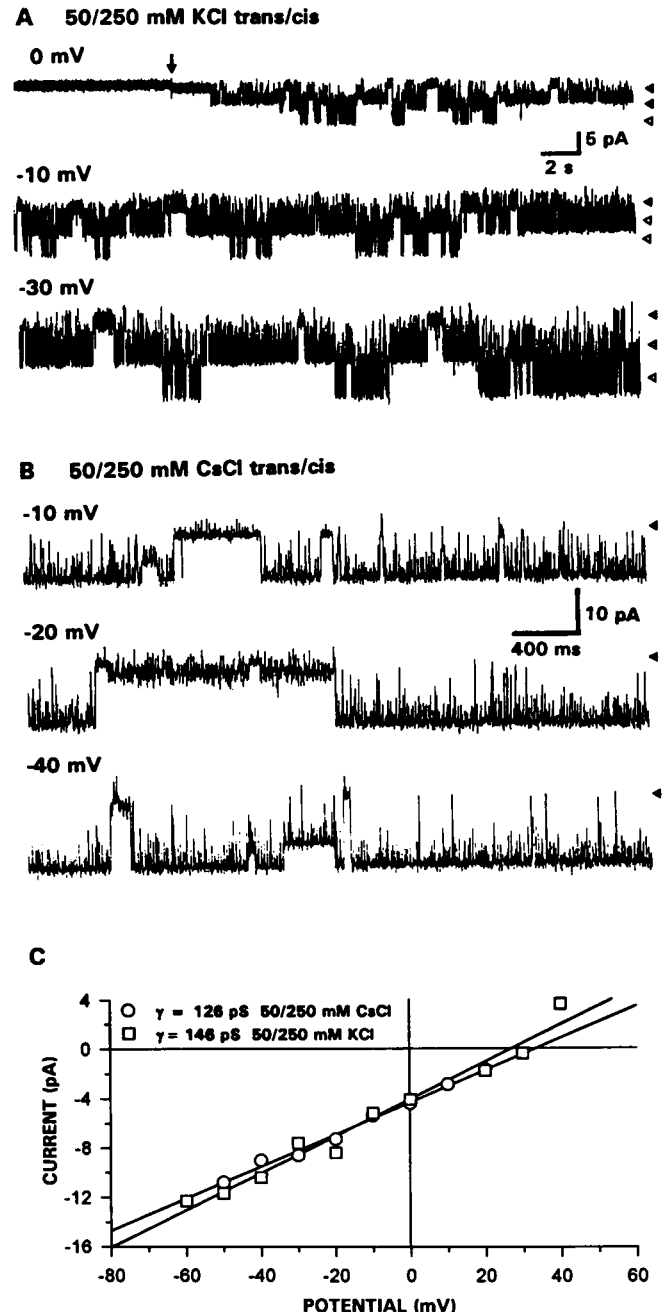 A 50/250 mM KCl trans/cis
0 mV
5 pA
2 s
-10 mV
-30 mV
B 50/250 mM CsCl trans/cis
-10 mV
10 pA
400 ms
-20 mV
-40 mV
C
4
0
-4
-8
-12
-16
CURRENT (pA)
γ = 126 pS 50/250 mM CsCl
γ = 146 pS 50/250 mM KCl
-80 -60 -40 -20 0 20 40 60
POTENTIAL (mV)